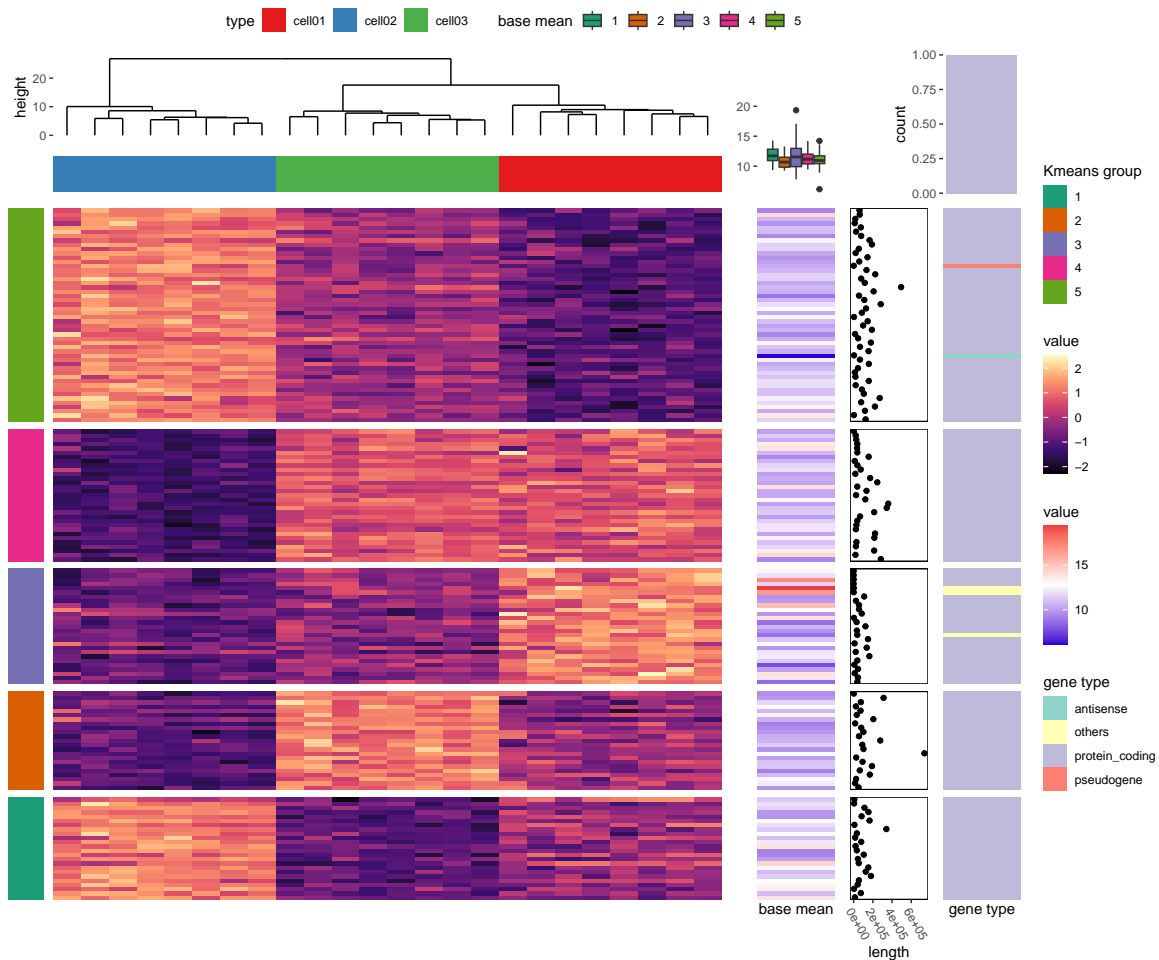 type cell01 cell02 cell03 base mean 1 2 3 4 5
height
20
10
0
20
15
10
count
1.00
0.75
0.50
0.25
0.00
Kmeans group
1
2
3
4
5
value
2
1
0
−1
−2
value
15
10
gene type
antisense
others
protein_coding
pseudogene
base mean
0e+00
2e+05
4e+05
6e+05
length
gene type